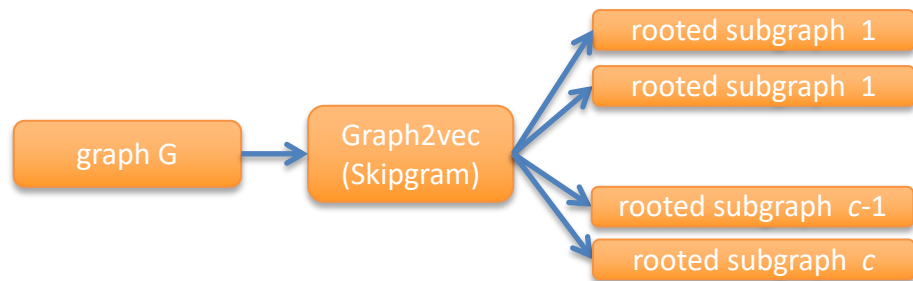 rooted subgraph 1
rooted subgraph 1
graph G
Graph2vec
(Skipgram)
rooted subgraph c-1
rooted subgraph c